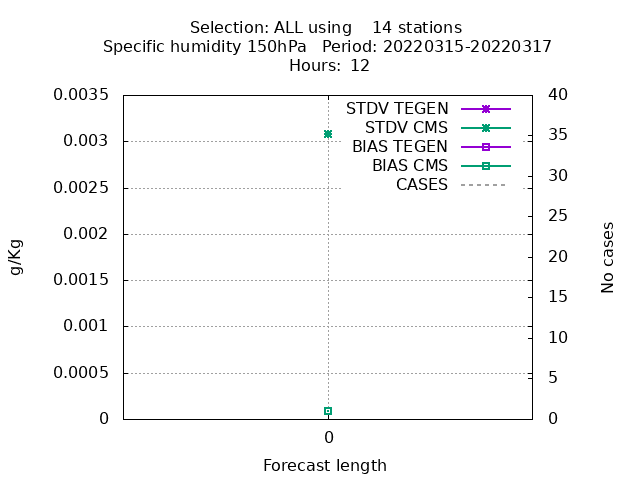 Selection: ALL using    14 stations
Specific humidity 150hPa   Period: 20220315-20220317
Hours:  12
0.0035
0.003
0.0025
0.002
0.0015
0.001
0.0005
0
40
35
30
25
20
15
10
5
0
STDV TEGEN
STDV CMS
BIAS TEGEN
BIAS CMS
CASES
g/Kg
No cases
0
Forecast length